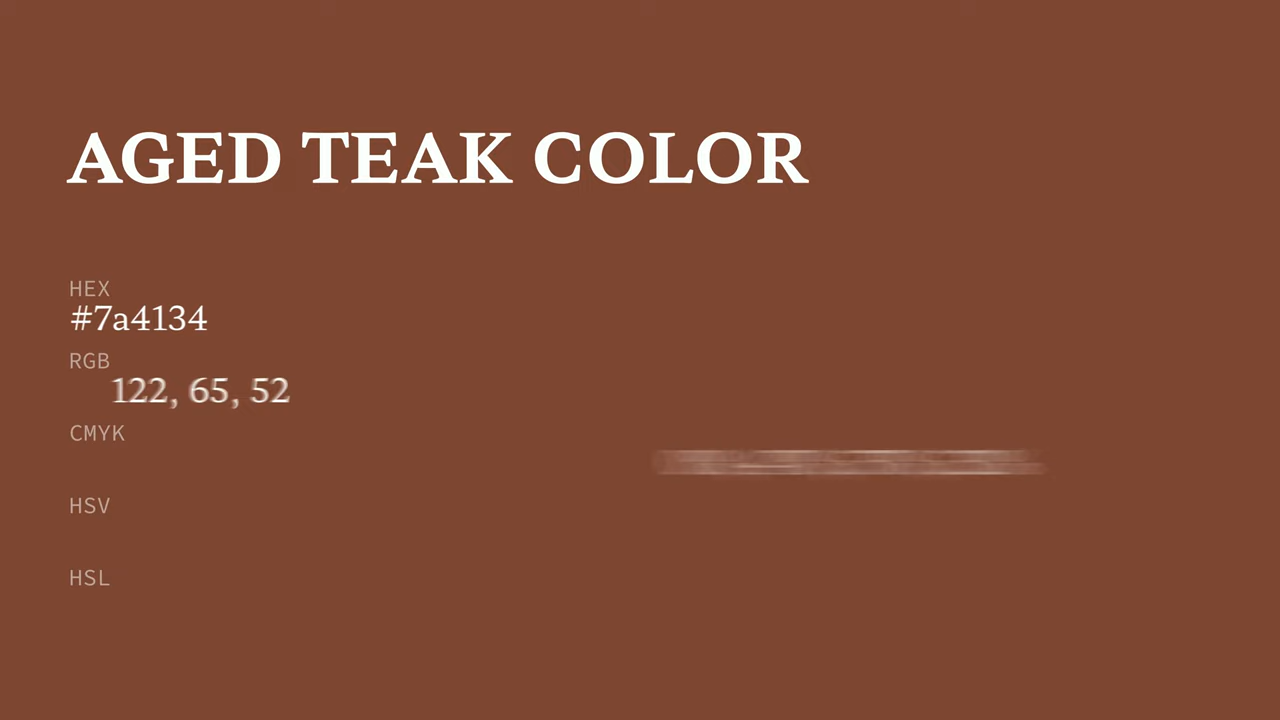 AGED TEAK COLOR
HEX
#7a4134
RGB
122, 65, 52
CMYK
HSV
HSL